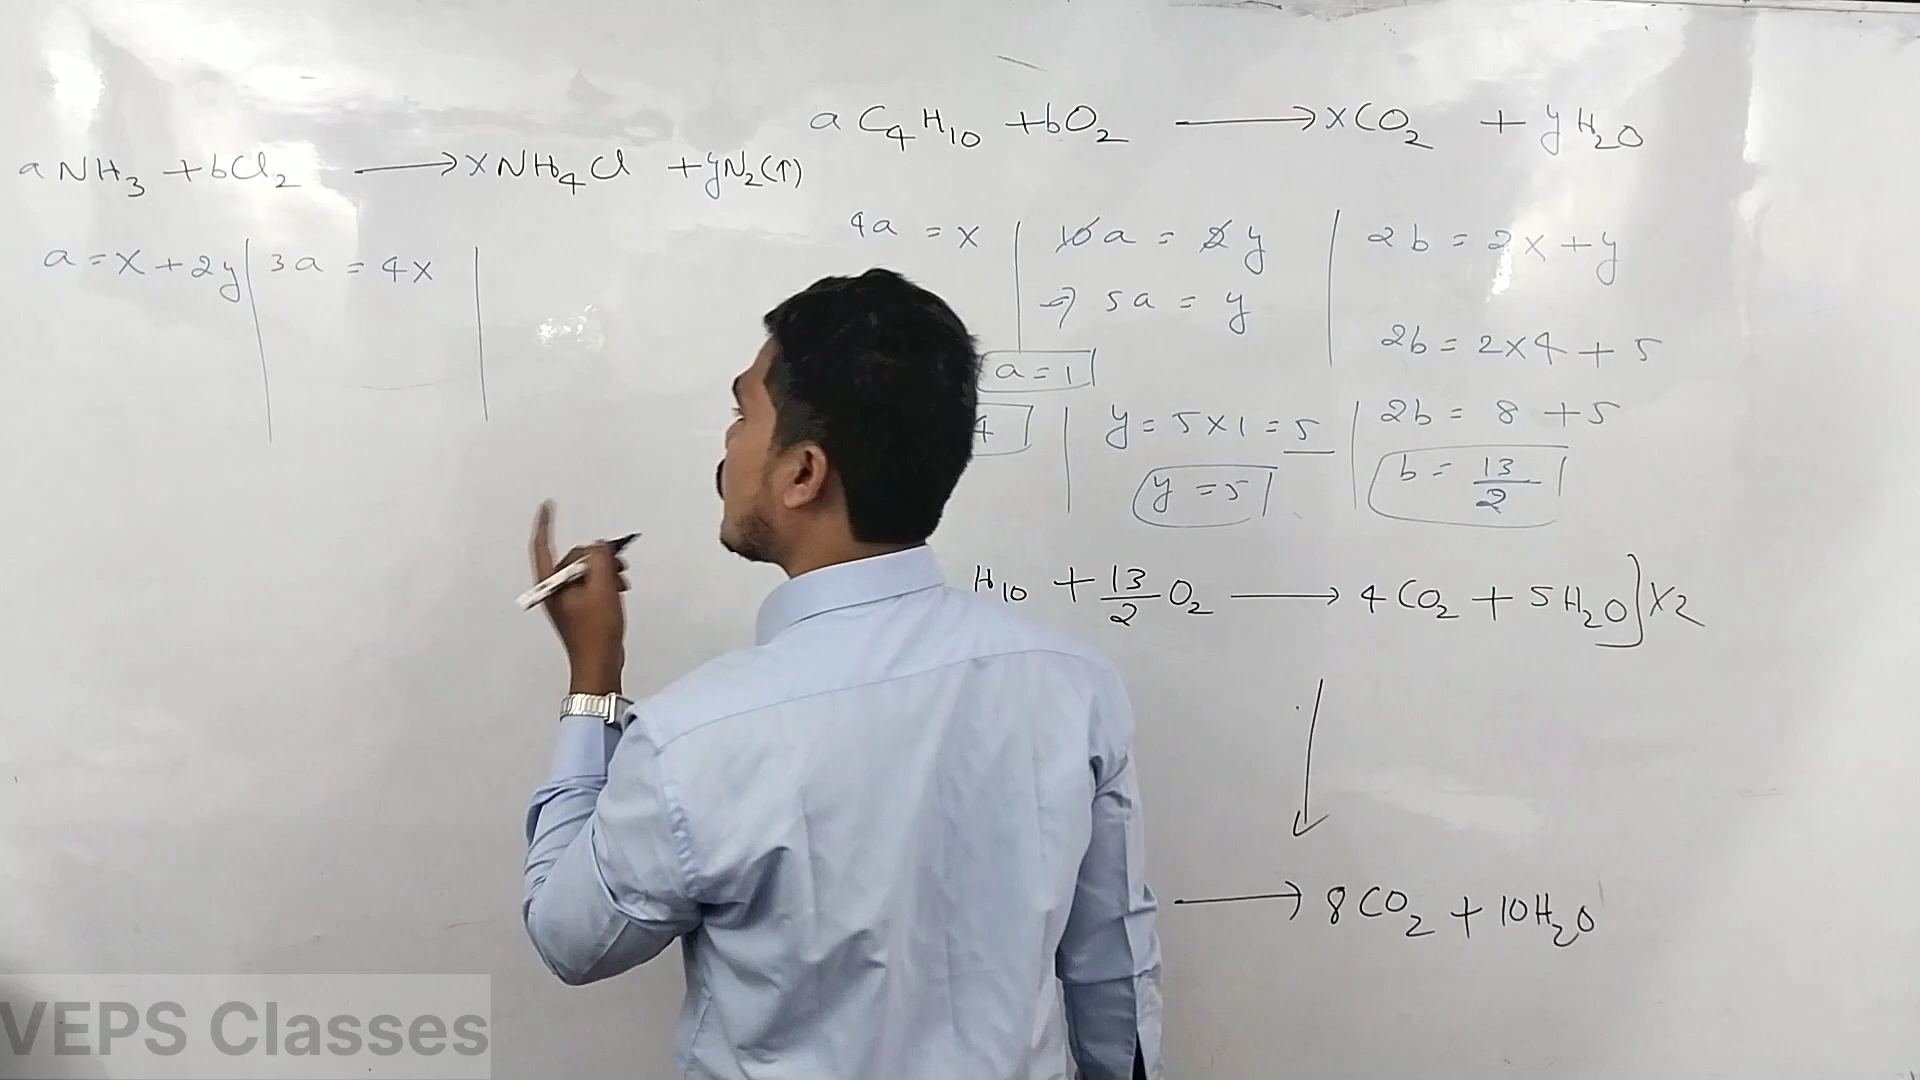 aNH₃ + bCl₂ ⟶ xNH₄Cl + yN₂(↑)
a = x + 2y | 3a = 4x |
aC₄H₁₀ + bO₂ ⟶ xCO₂ + yH₂O
4a = x | 10a = 2y | 2b = 2x + y
⇒ 5a = y
2b = 2×4 + 5
a = 1
4 | y = 5×1 = 5 | 2b = 8 + 5
y = 5
b = 13/2
H₁₀ + 13/2 O₂ ⟶ 4CO₂ + 5H₂O] ×2
⟶ 8CO₂ + 10H₂O
VEPS Classes